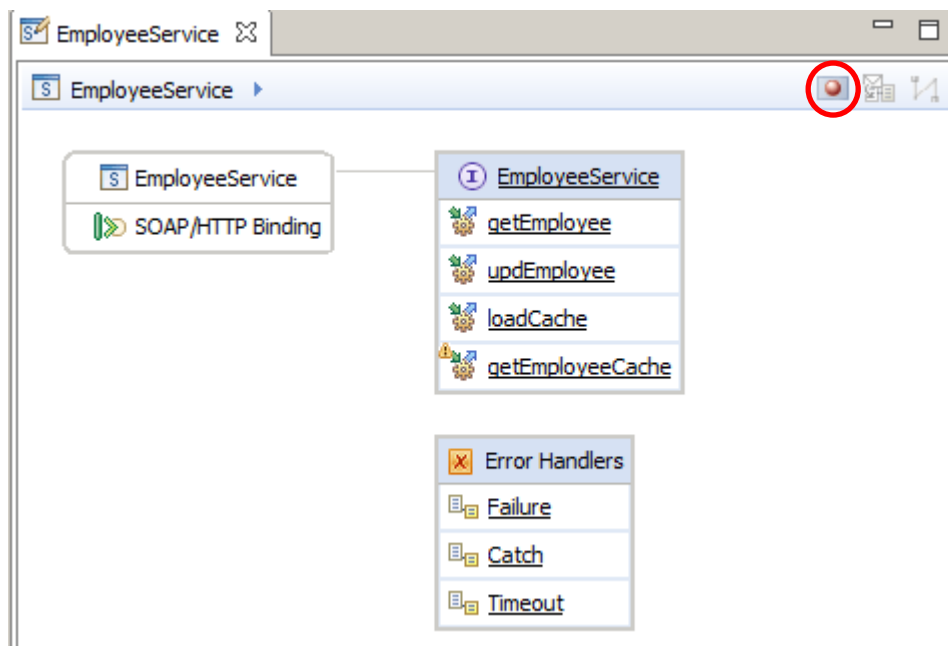 EmployeeService
EmployeeService
EmployeeService
SOAP/HTTP Binding
EmployeeService
getEmployee
updEmployee
loadCache
getEmployeeCache
Error Handlers
Failure
Catch
Timeout